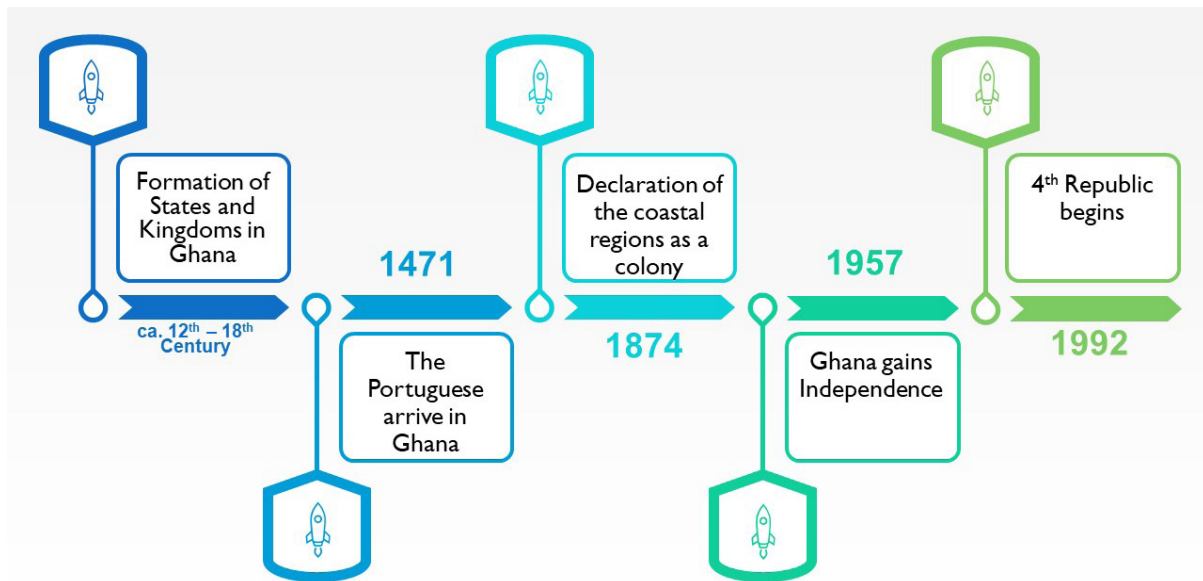 Formation of
States and
Kingdoms in
Ghana
ca. 12th – 18th
Century
1471
The
Portuguese
arrive in
Ghana
Declaration of
the coastal
regions as a
colony
1874
1957
Ghana gains
Independence
4th Republic
begins
1992